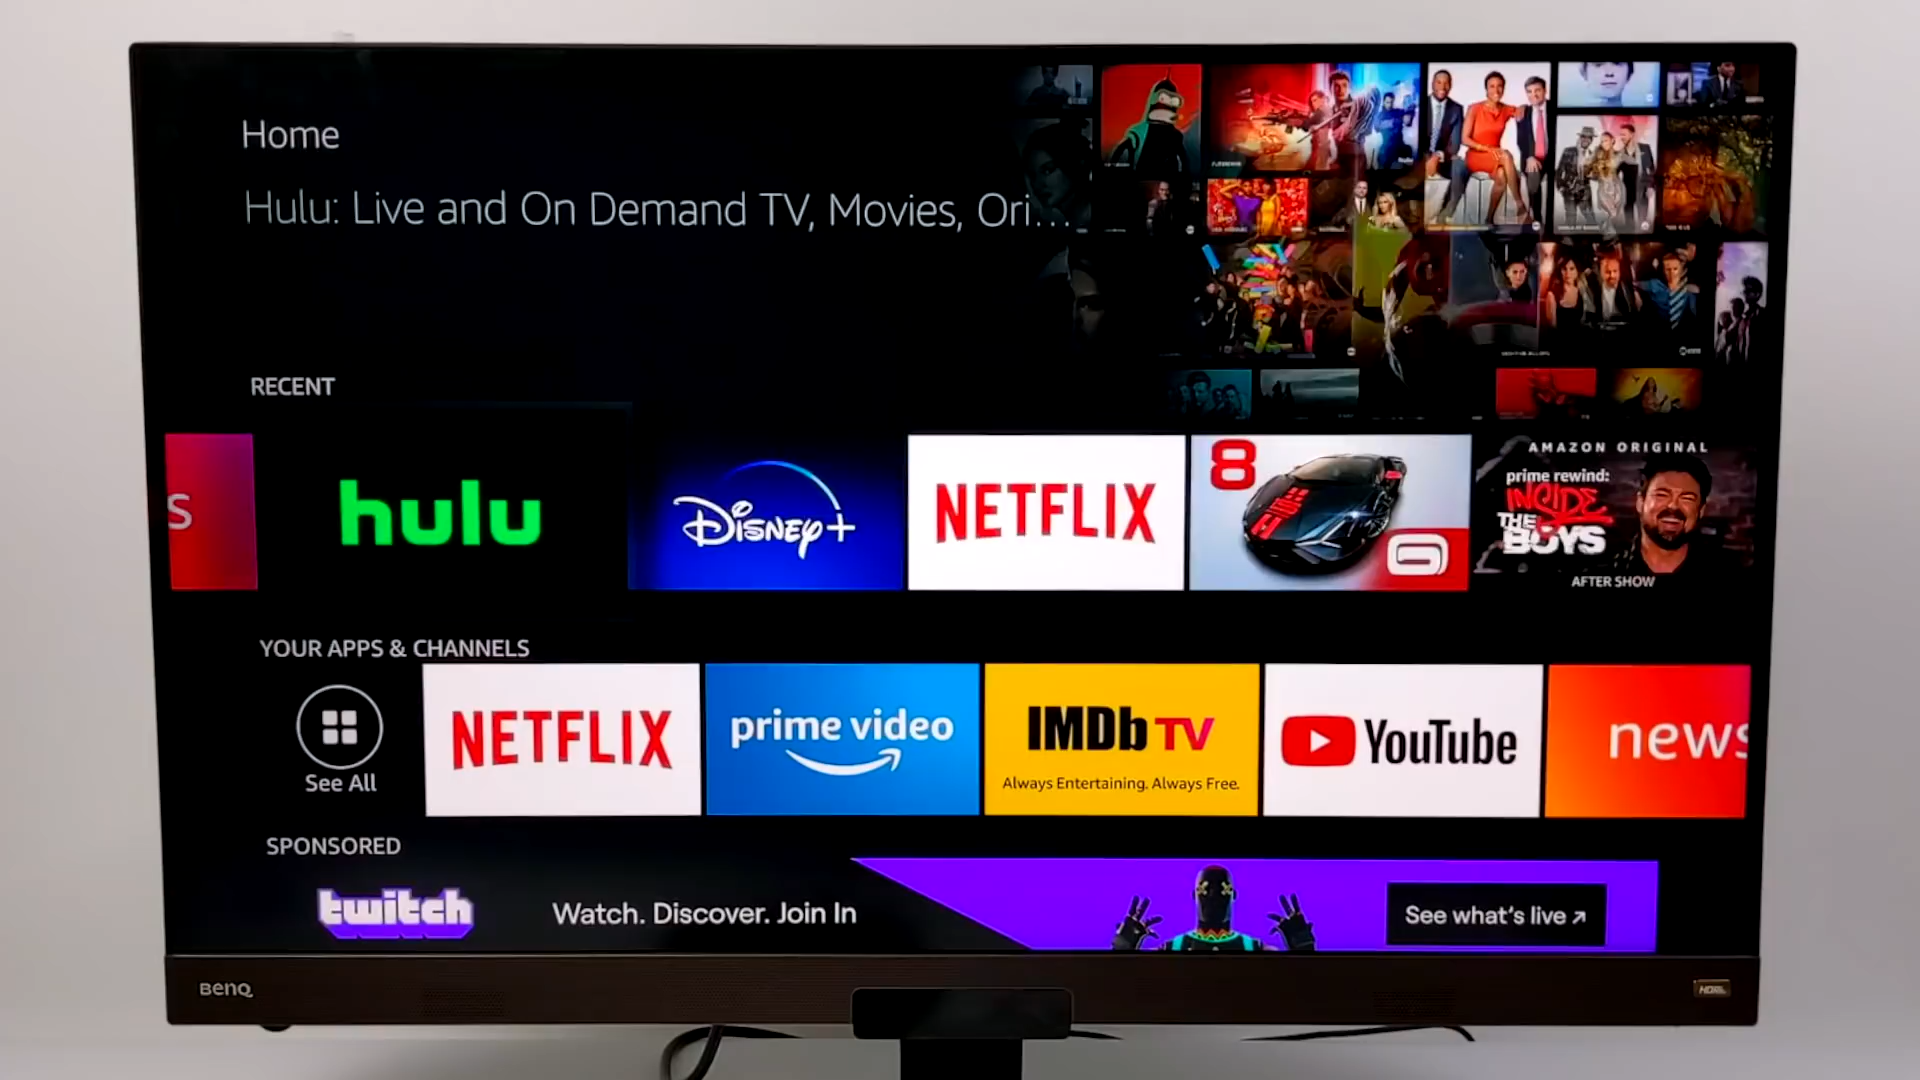 Home
Hulu: Live and On Demand TV, Movies, Ori...
RECENT
S
hulu
Disney+
NETFLIX
8
AMAZON ORIGINAL
prime rewind:
INSIDE
THE
BOYS
AFTER SHOW
YOUR APPS & CHANNELS
See All
NETFLIX
prime video
IMDb TV
Always Entertaining. Always Free.
YouTube
news
SPONSORED
twitch
Watch. Discover. Join In
See what's live ↗
BenQ
HDRi